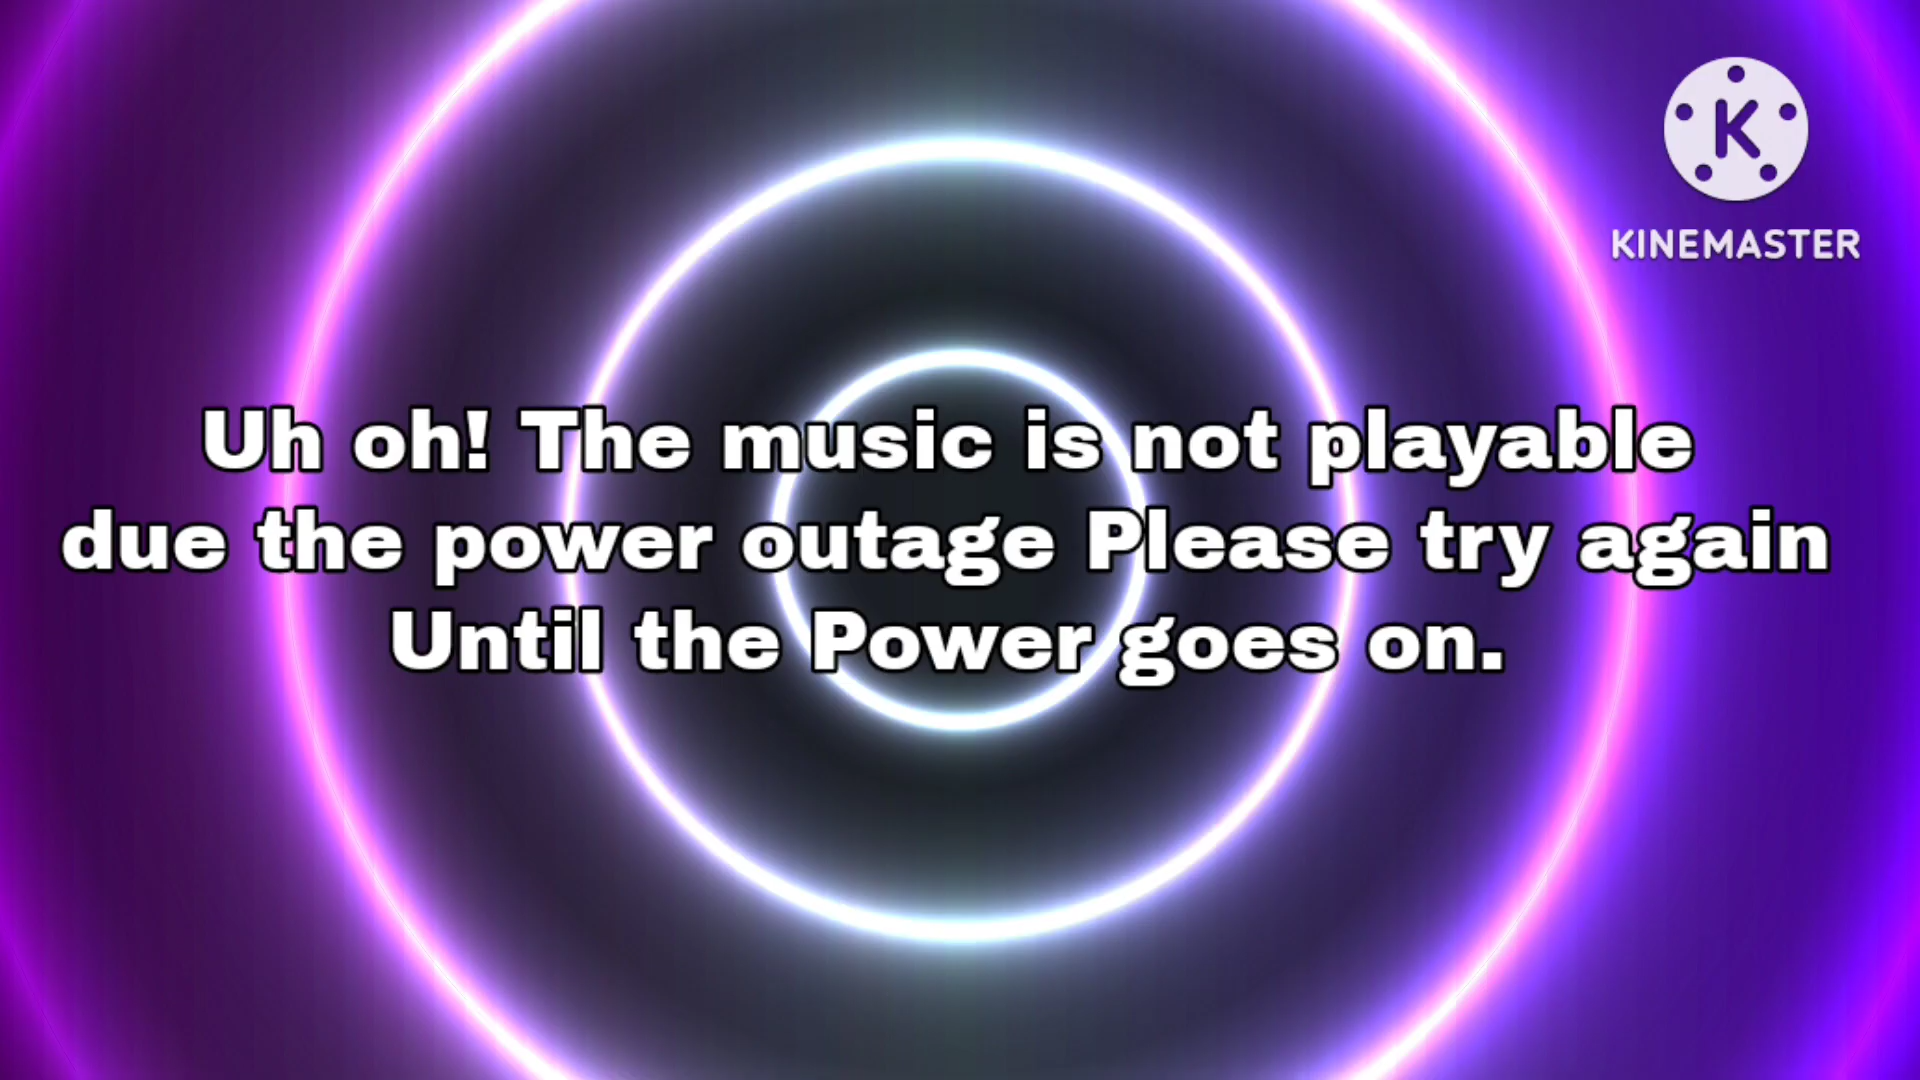 K
KINEMASTER
Uh oh! The music is not playable
due the power outage Please try again
Until the Power goes on.